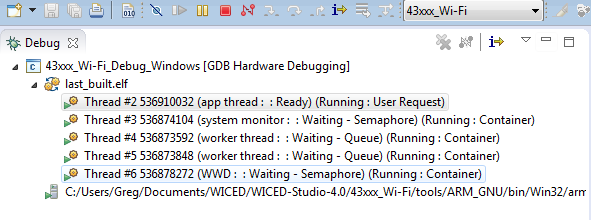 010
43xxx_Wi-Fi
Debug
43xxx_Wi-Fi_Debug_Windows [GDB Hardware Debugging]
last_built.elf
Thread #2 536910032 (app thread : : Ready) (Running : User Request)
Thread #3 536874104 (system monitor : : Waiting - Semaphore) (Running : Container)
Thread #4 536873592 (worker thread : : Waiting - Queue) (Running : Container)
Thread #5 536873848 (worker thread : : Waiting - Queue) (Running : Container)
Thread #6 536878272 (WWD : : Waiting - Semaphore) (Running : Container)
C:/Users/Greg/Documents/WICED/WICED-Studio-4.0/43xxx_Wi-Fi/tools/ARM_GNU/bin/Win32/arm